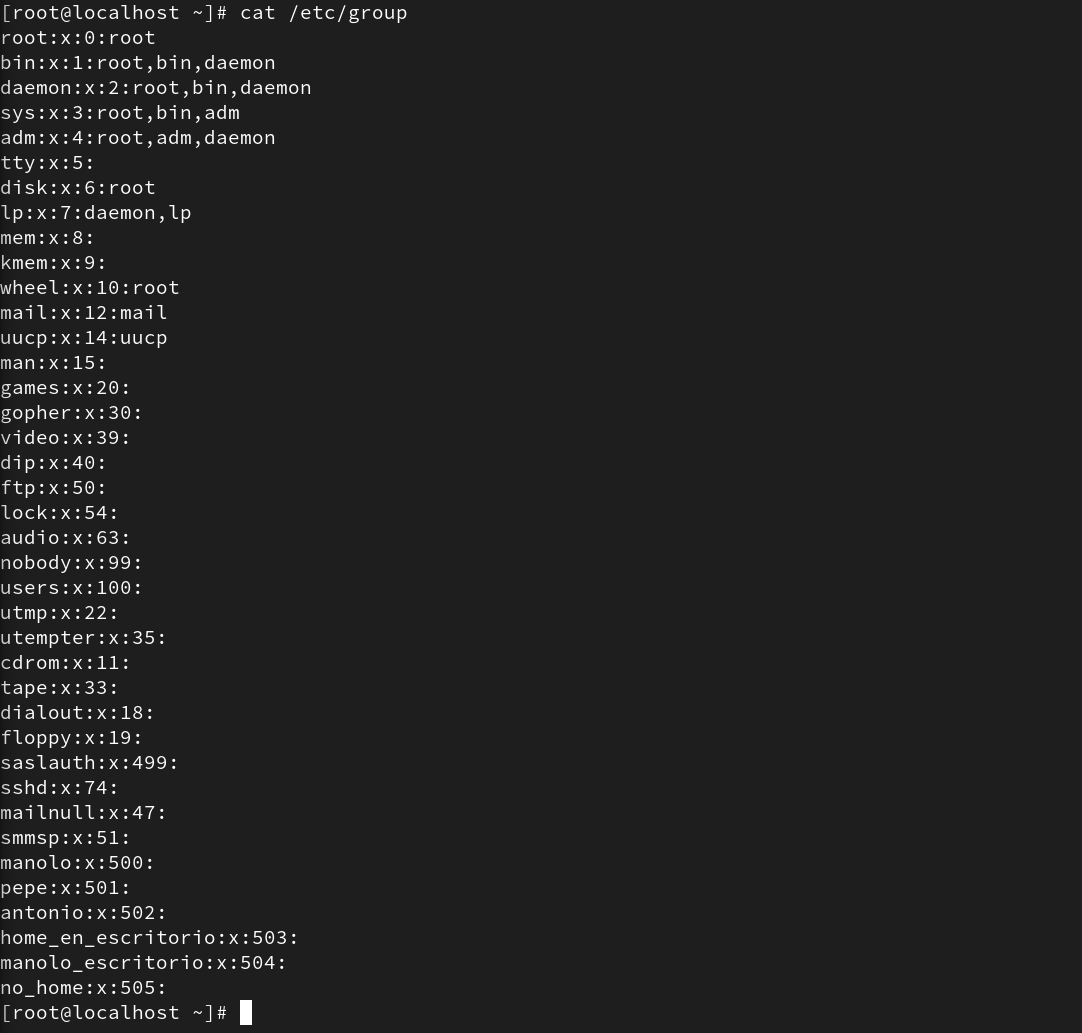 [root@localhost ~]# cat /etc/group
root:x:0:root
bin:x:1:root,bin,daemon
daemon:x:2:root,bin,daemon
sys:x:3:root,bin,adm
adm:x:4:root,adm,daemon
tty:x:5:
disk:x:6:root
lp:x:7:daemon,lp
mem:x:8:
kmem:x:9:
wheel:x:10:root
mail:x:12:mail
uucp:x:14:uucp
man:x:15:
games:x:20:
gopher:x:30:
video:x:39:
dip:x:40:
ftp:x:50:
lock:x:54:
audio:x:63:
nobody:x:99:
users:x:100:
utmp:x:22:
utempter:x:35:
cdrom:x:11:
tape:x:33:
dialout:x:18:
floppy:x:19:
saslauth:x:499:
sshd:x:74:
mailnull:x:47:
smmsp:x:51:
manolo:x:500:
pepe:x:501:
antonio:x:502:
home_en_escritorio:x:503:
manolo_escritorio:x:504:
no_home:x:505:
[root@localhost ~]#